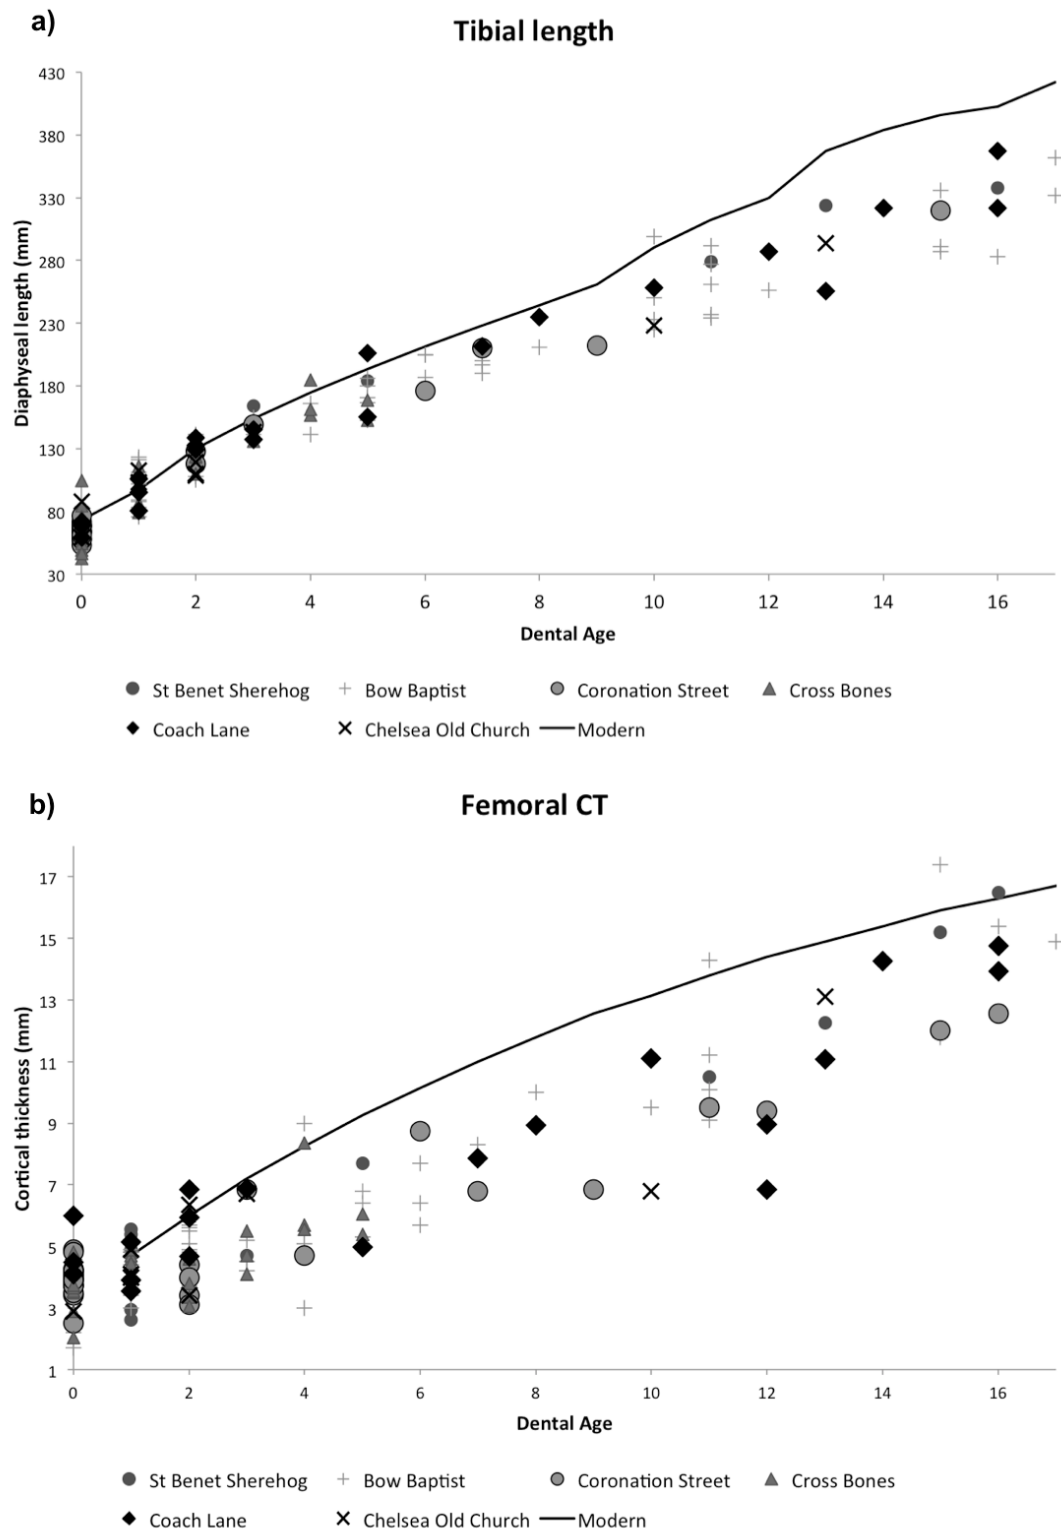 a)
Tibial length
430
380
330
280
230
180
130
80
30
Diaphyseal length (mm)
0 2 4 6 8 10 12 14 16
Dental Age
St Benet Sherehog Bow Baptist Coronation Street Cross Bones
Coach Lane Chelsea Old Church Modern
b)
Femoral CT
17
15
13
11
9
7
5
3
1
Cortical thickness (mm)
0 2 4 6 8 10 12 14 16
Dental Age
St Benet Sherehog Bow Baptist Coronation Street Cross Bones
Coach Lane Chelsea Old Church Modern